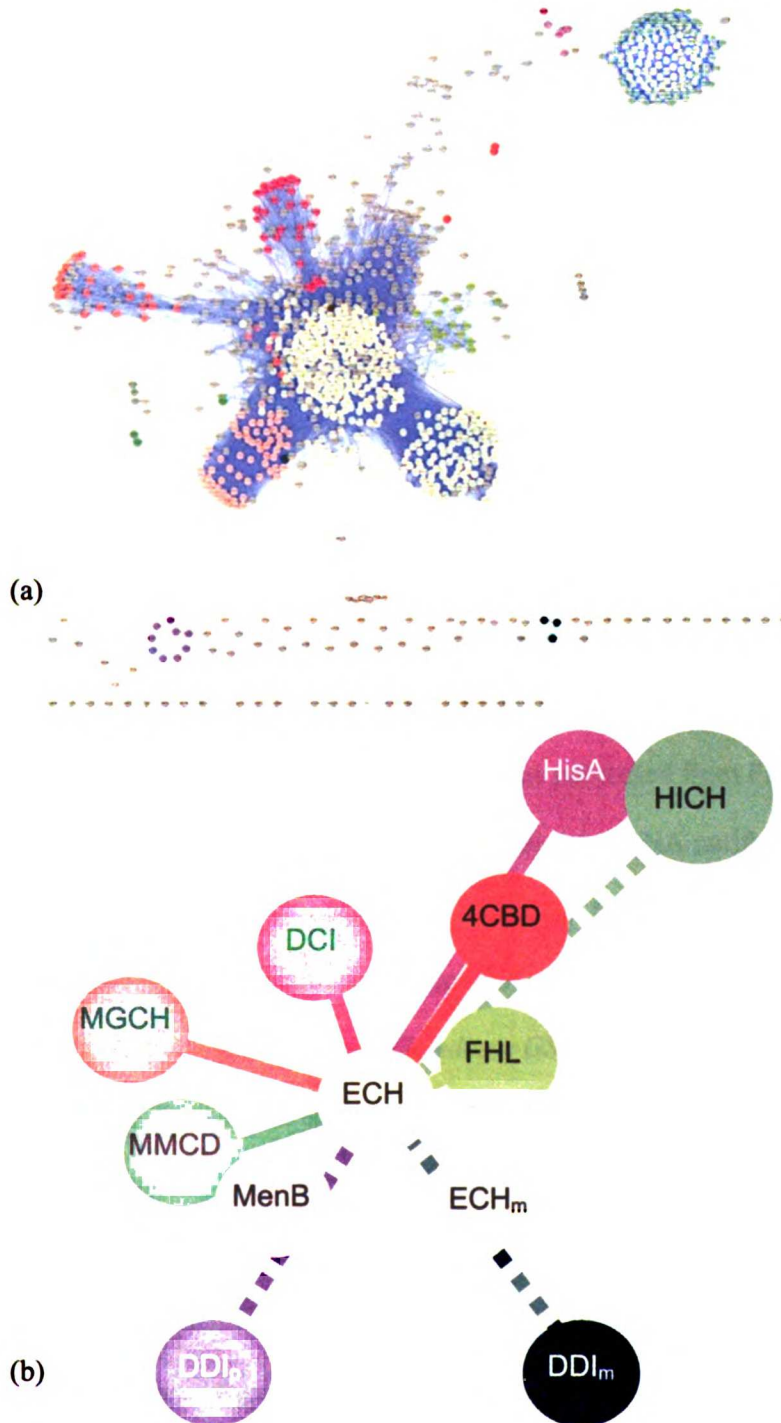 (a)
HisA
HICH
4CBD
DCI
MGCH
FHL
ECH
MMCD
MenB
ECHm
(b)
DDIp
DDIm